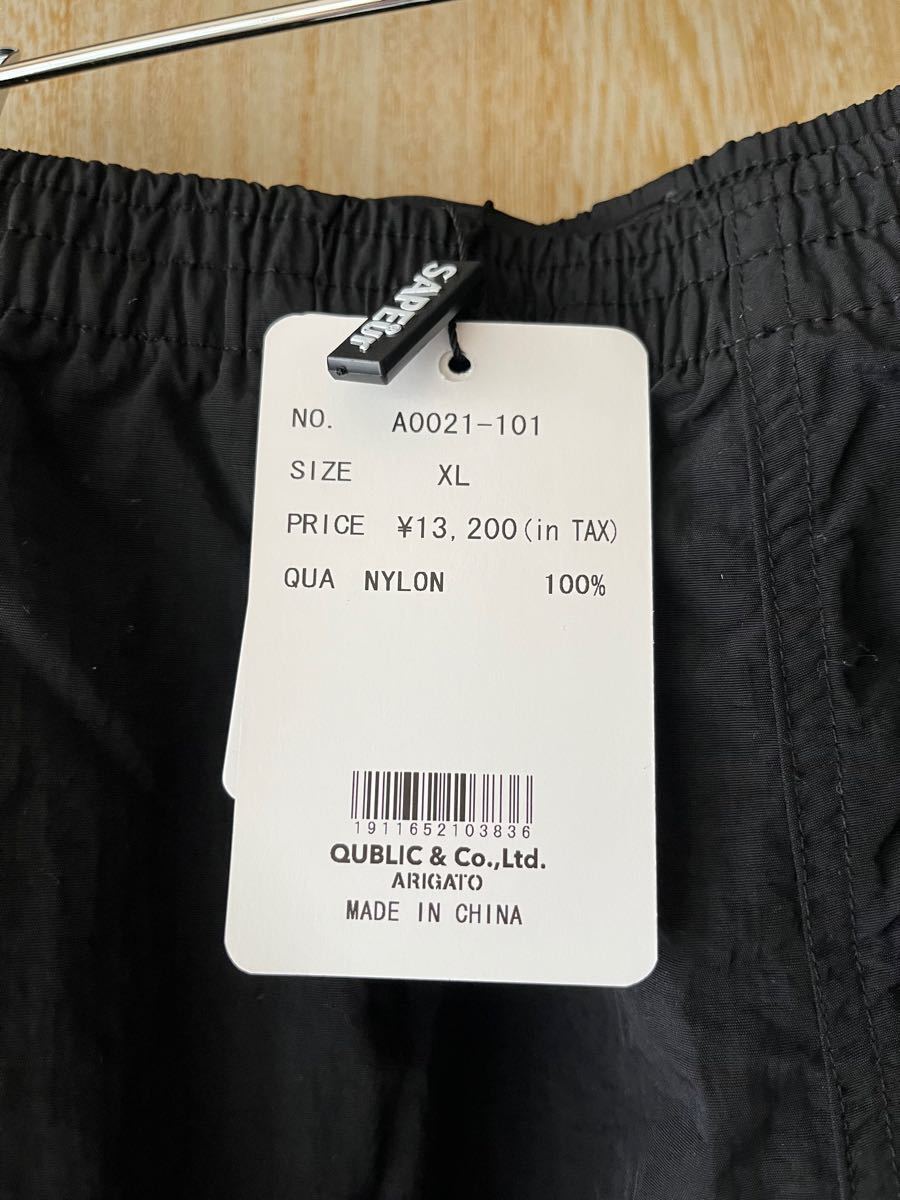 SAPEur
NO. A0021-101
SIZE XL
PRICE ¥13,200(in TAX)
QUA NYLON 100%
1911652103836
QUBLIC & Co.,Ltd.
ARIGATO
MADE IN CHINA